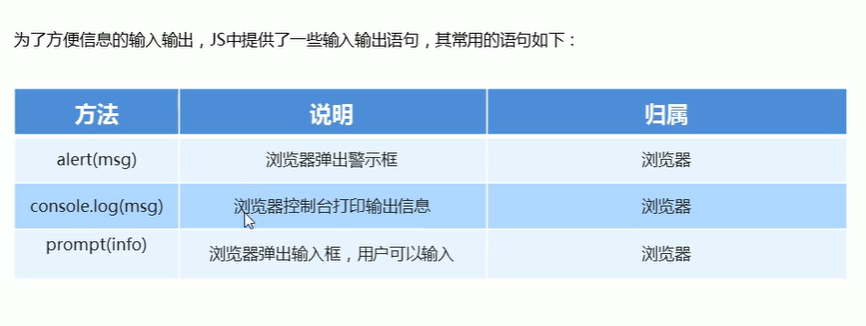 为了方便信息的输入输出，JS中提供了一些输入输出语句，其常用的语句如下：
方法 说明 归属
alert(msg) 浏览器弹出警示框 浏览器
console.log(msg) 浏览器控制台打印输出信息 浏览器
prompt(info) 浏览器弹出输入框，用户可以输入 浏览器